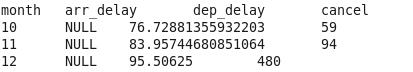 month arr_delay dep_delay cancel
10 NULL 76.72881355932203 59
11 NULL 83.95744680851064 94
12 NULL 95.50625 480